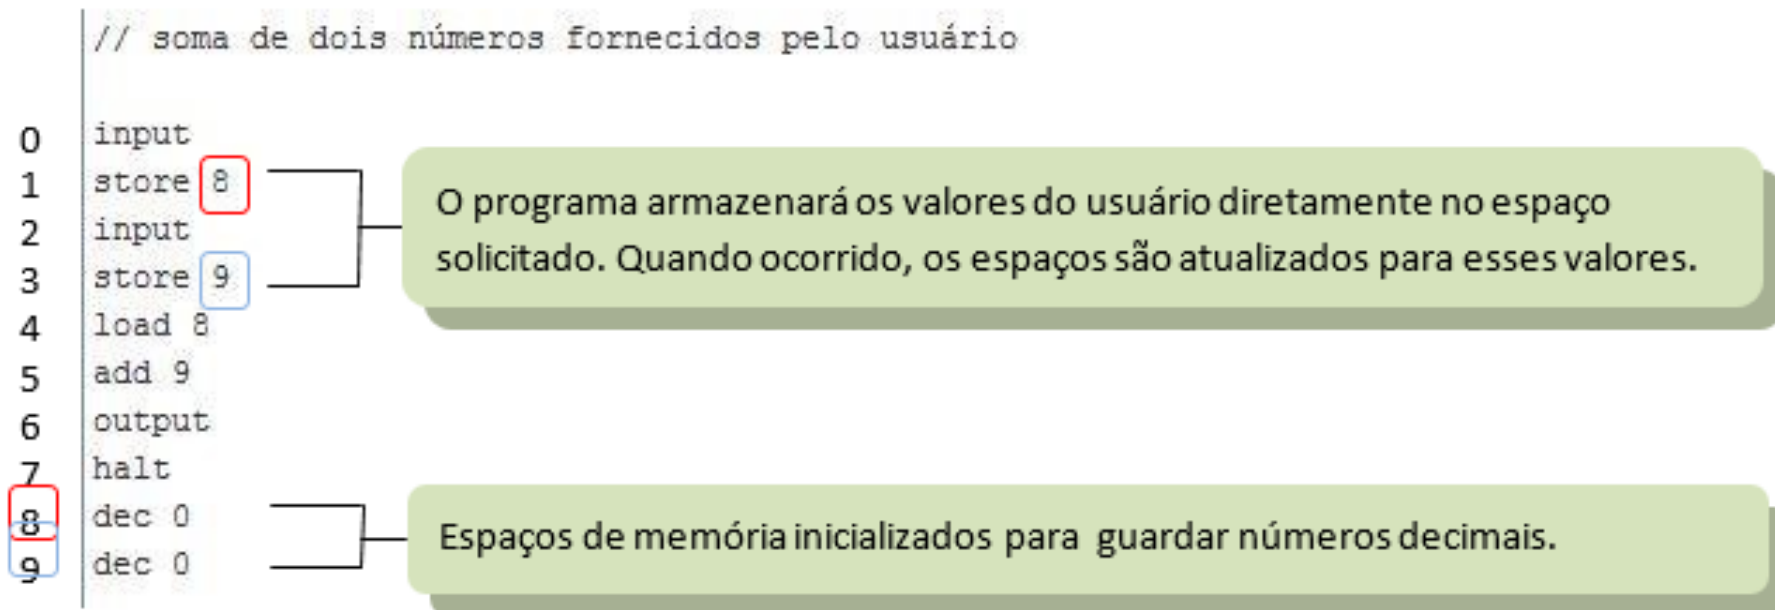 // soma de dois números fornecidos pelo usuário
0 input
1 store 8
2 input
3 store 9
4 load 8
5 add 9
6 output
7 halt
8 dec 0
9 dec 0
O programa armazenará os valores do usuário diretamente no espaço
solicitado. Quando ocorrido, os espaços são atualizados para esses valores.
Espaços de memória inicializados para guardar números decimais.